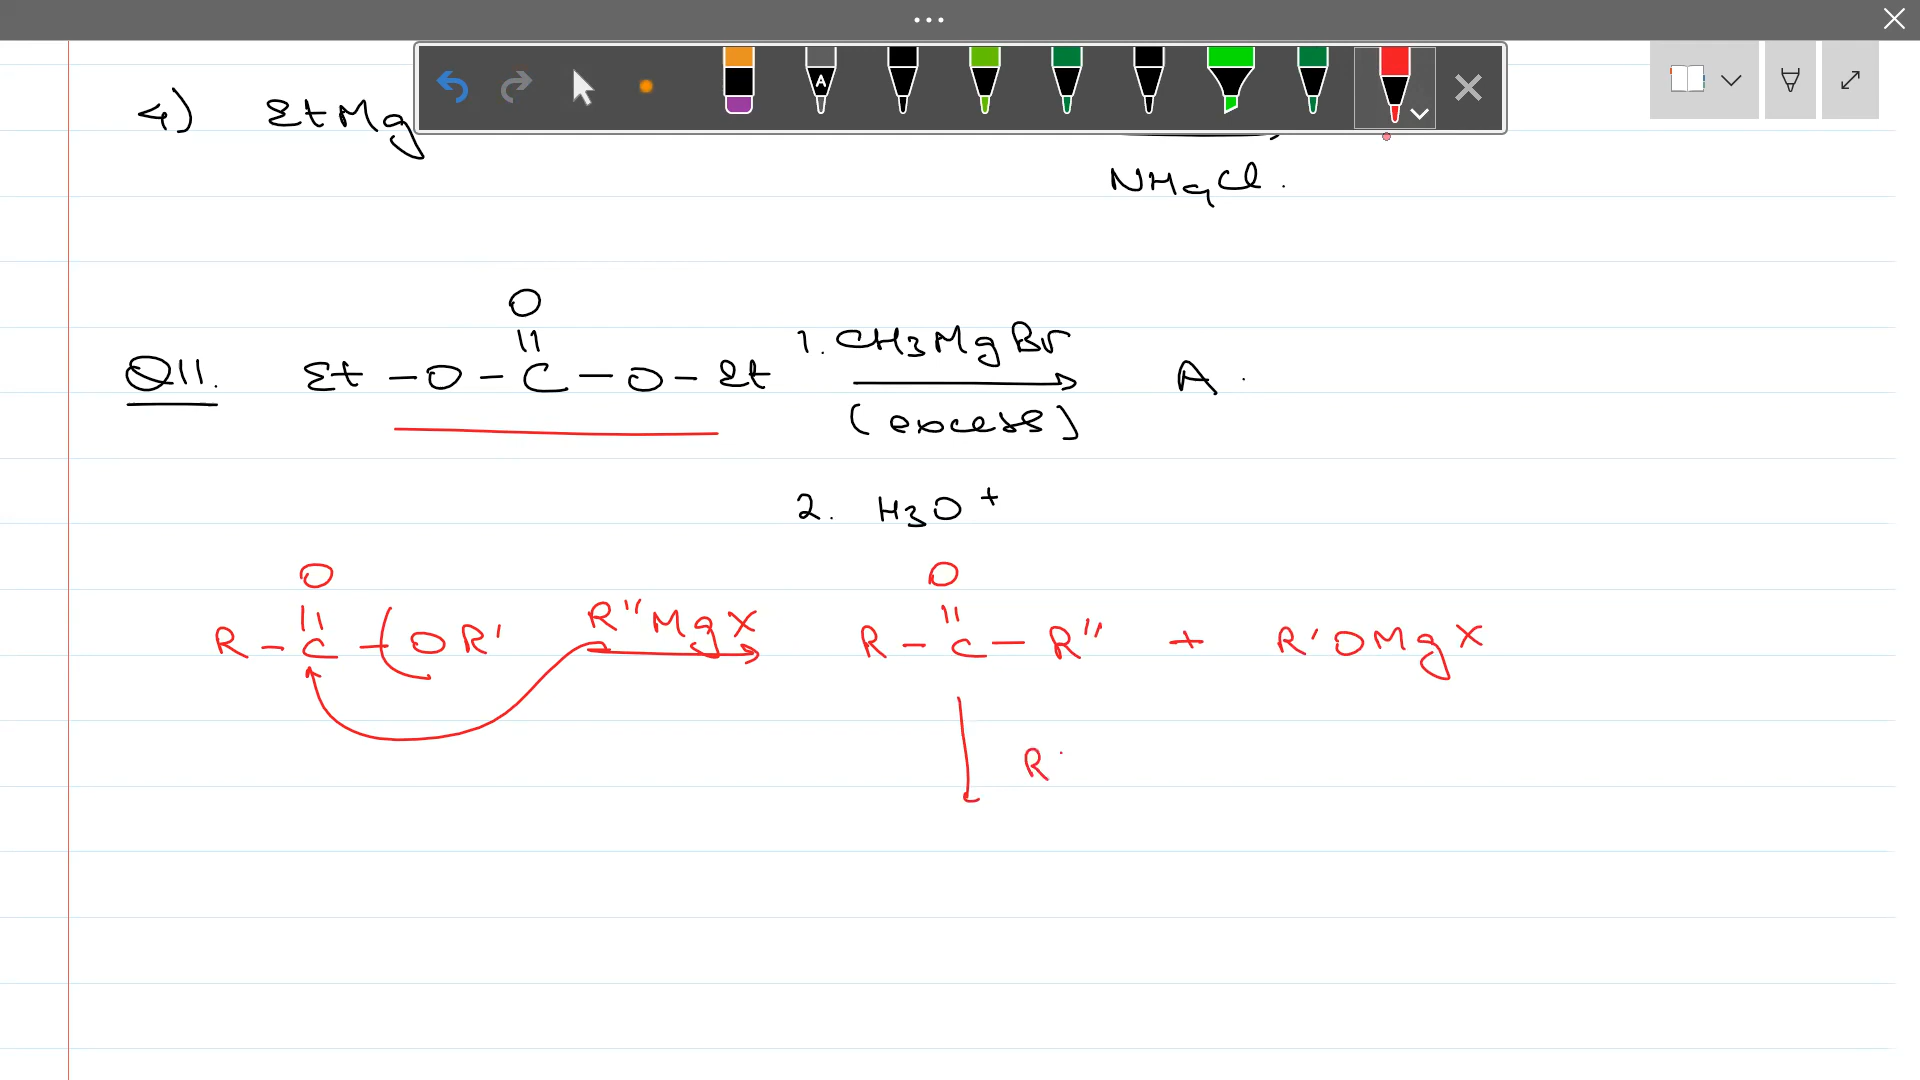 4) EtMg
NH4Cl.
O
||
Q11. Et-O-C-O-Et 1. CH3MgBr A.
(excess)
2. H3O+
O O
|| ||
R-C-OR' R"MgX R-C-R" + R'OMgX
R